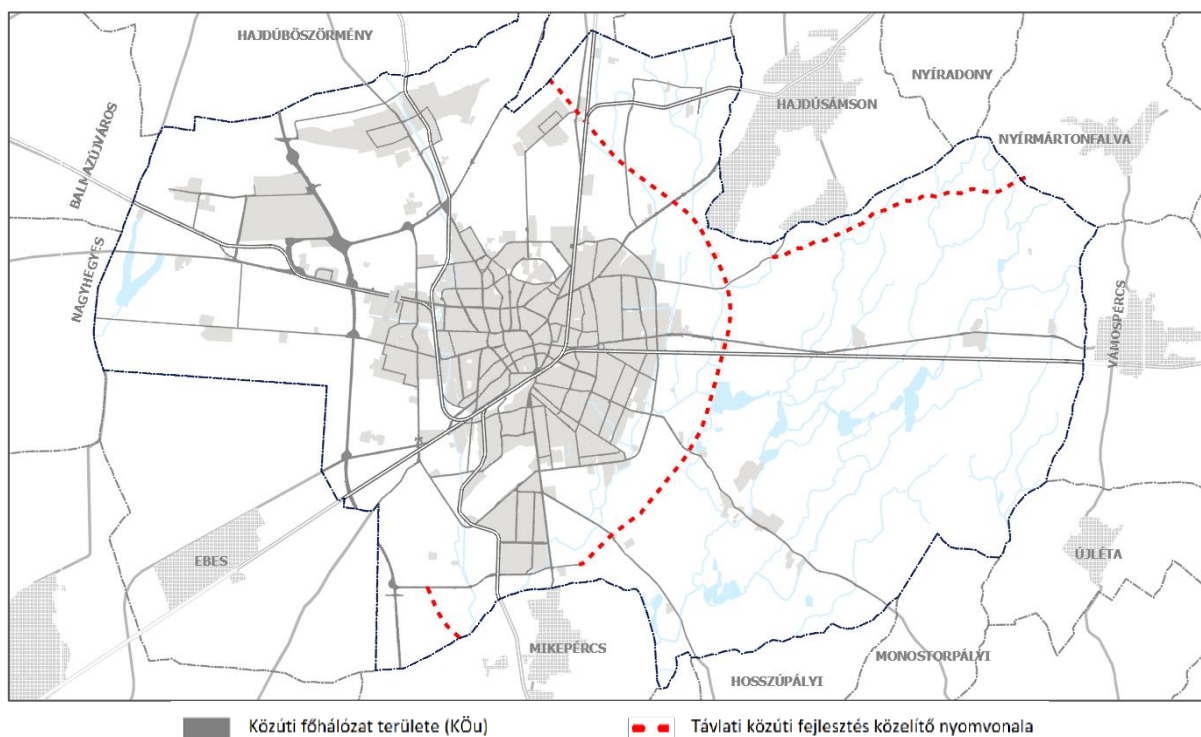 HAJDÚBÖSZÖRMÉNY
NYÍRADONY
HAJDÚSÁMSON
NYÍRMÁRTONFALVA
BALMAZÚJVÁROS
NAGYHEGYES
VÁMOSPÉRCS
EBES
ÚJLÉTA
MIKEPÉRCS
MONOSTORPÁLYI
HOSSZÚPÁLYI
Közúti főhálózat területe (KÖu)
Távlati közúti fejlesztés közelítő nyomvonala